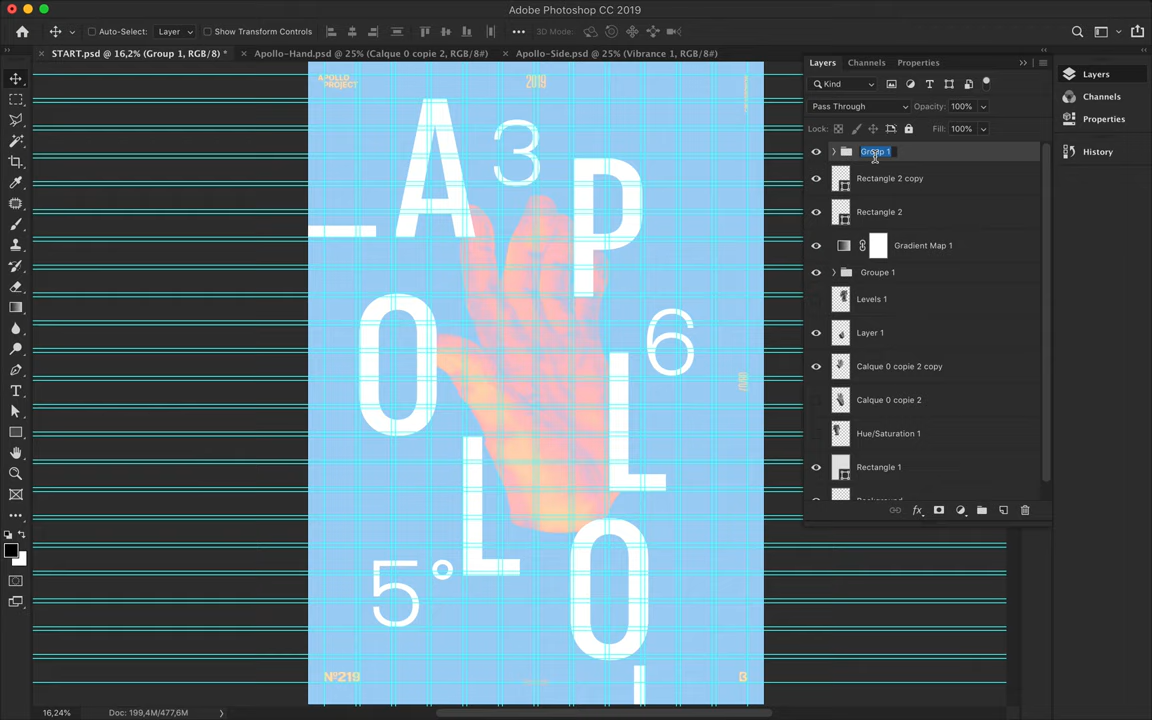 Adobe Photoshop CC 2019
Auto-Select:
Layer
Show Transform Controls
3D Mode:
START.psd @ 16,2% (Group 1, RGB/8) *
Apollo-Hand.psd @ 25% (Calque 0 copie 2, RGB/8#)
Apollo-Side.psd @ 25% (Vibrance 1, RGB/8#)
Layers
Channels
Properties
Kind
Pass Through
Opacity: 100%
Lock:
Fill: 100%
Group 1
Rectangle 2 copy
Rectangle 2
Gradient Map 1
Groupe 1
Levels 1
Layer 1
Calque 0 copie 2 copy
Calque 0 copie 2
Hue/Saturation 1
Rectangle 1
Background
Layers
Channels
Properties
History
APOLLO
PROJECT
2019
_A
3
P
O
6
L
L
5°
O
Nº219
3
16,24%
Doc: 199,4M/477,6M